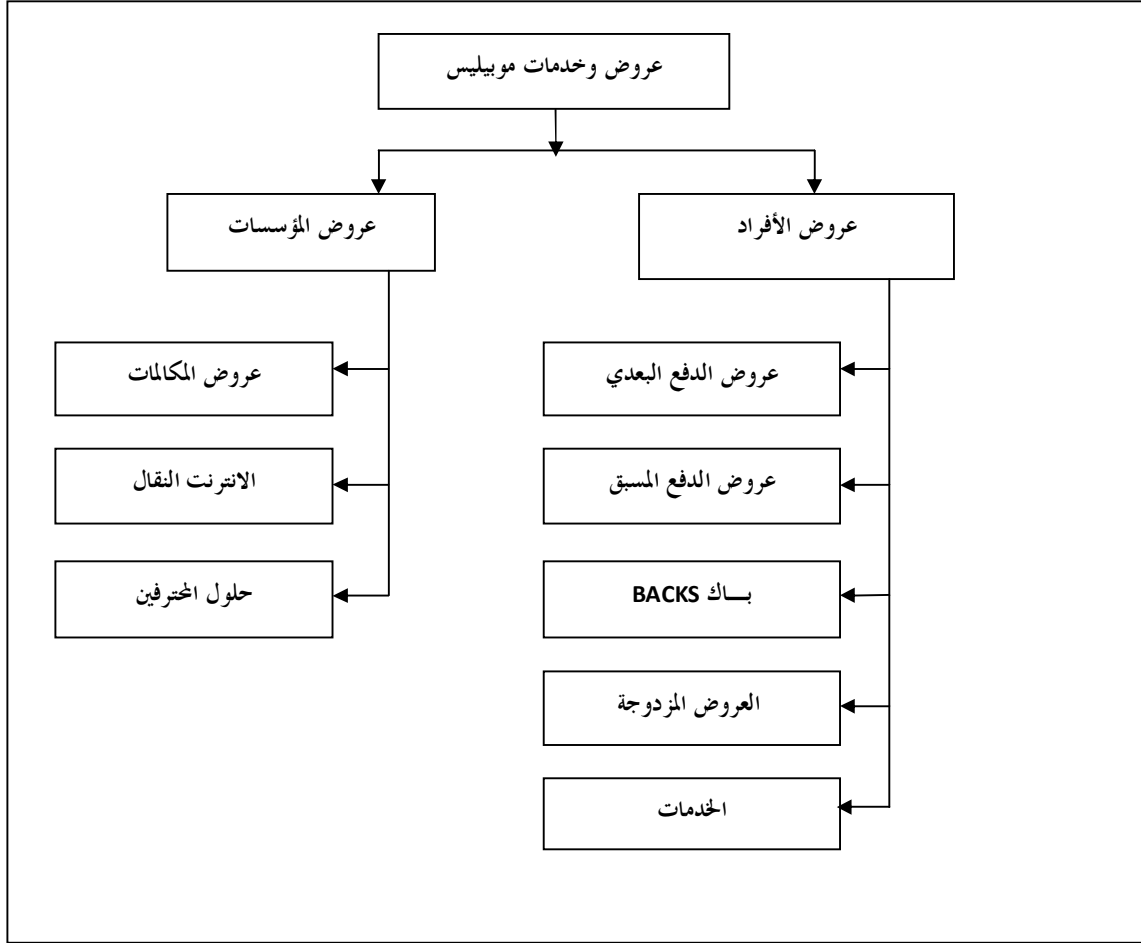 عروض وخدمات موبيليس
عروض الأفراد
عروض المؤسسات
عروض الدفع البعدي
عروض المكالمات
عروض الدفع المسبق
الانترنت النقال
بـــاك BACKS
حلول المحترفين
العروض المزدوجة
الخدمات